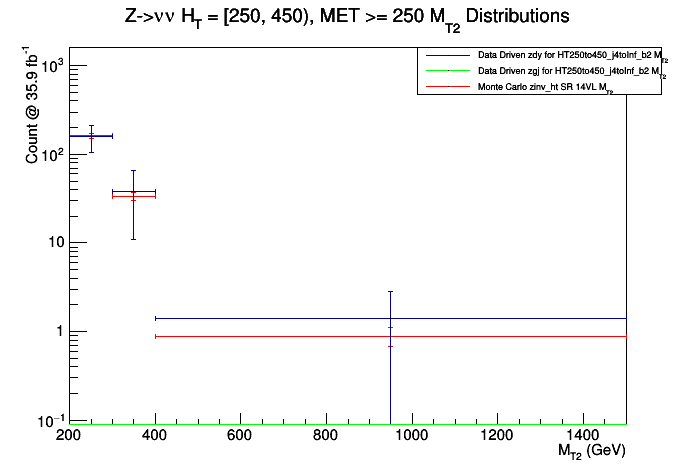 Z->νν H_T = [250, 450), MET >= 250 M_T2 Distributions
Data Driven zdy for HT250to450_j4toInf_b2 M_T2
Data Driven zgj for HT250to450_j4toInf_b2 M_T2
Monte Carlo zinv_ht SR 14VL M_T2
Count @ 35.9 fb^-1
10^3
10^2
10
1
10^-1
200 400 600 800 1000 1200 1400
M_T2 (GeV)